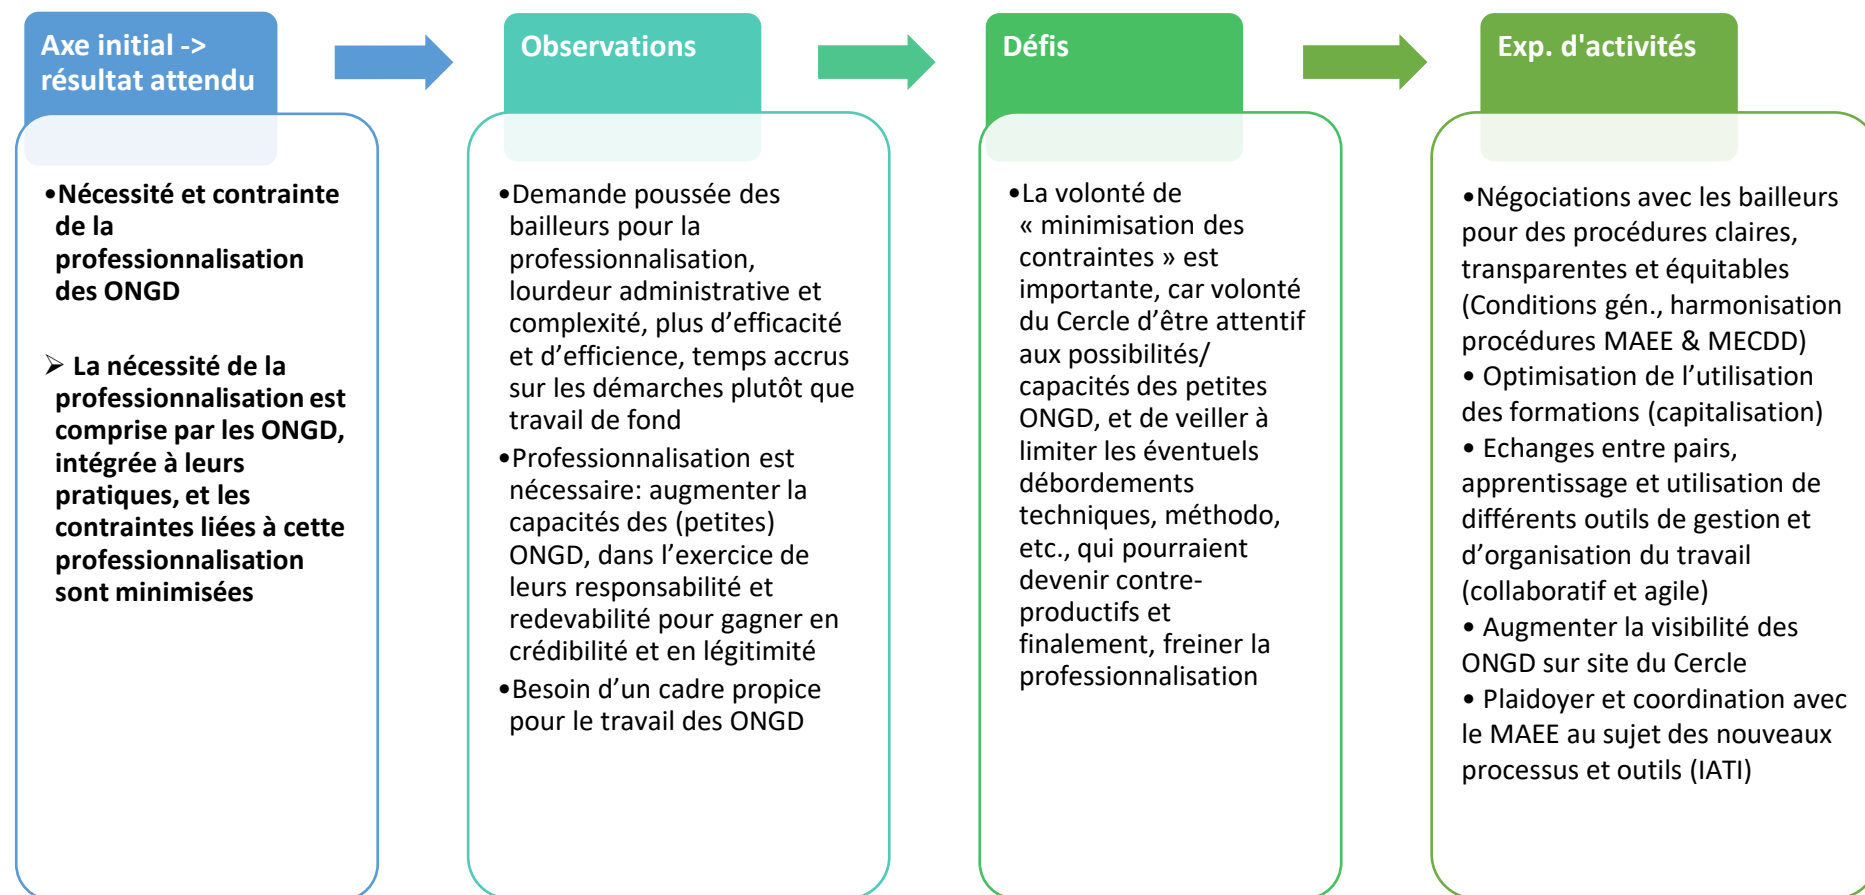 Axe initial ->
résultat attendu
•Nécessité et contrainte
de la
professionnalisation
des ONGD
➢ La nécessité de la
professionnalisation est
comprise par les ONGD,
intégrée à leurs
pratiques, et les
contraintes liées à cette
professionnalisation
sont minimisées
Observations
•Demande poussée des
bailleurs pour la
professionnalisation,
lourdeur administrative et
complexité, plus d’efficacité
et d’efficience, temps accrus
sur les démarches plutôt que
travail de fond
•Professionnalisation est
nécessaire: augmenter la
capacités des (petites)
ONGD, dans l’exercice de
leurs responsabilité et
redevabilité pour gagner en
crédibilité et en légitimité
•Besoin d’un cadre propice
pour le travail des ONGD
Défis
•La volonté de
« minimisation des
contraintes » est
importante, car volonté
du Cercle d’être attentif
aux possibilités/
capacités des petites
ONGD, et de veiller à
limiter les éventuels
débordements
techniques, méthodo,
etc., qui pourraient
devenir contre-
productifs et
finalement, freiner la
professionnalisation
Exp. d'activités
•Négociations avec les bailleurs
pour des procédures claires,
transparentes et équitables
(Conditions gén., harmonisation
procédures MAEE & MECDD)
• Optimisation de l’utilisation
des formations (capitalisation)
• Echanges entre pairs,
apprentissage et utilisation de
différents outils de gestion et
d’organisation du travail
(collaboratif et agile)
• Augmenter la visibilité des
ONGD sur site du Cercle
• Plaidoyer et coordination avec
le MAEE au sujet des nouveaux
processus et outils (IATI)